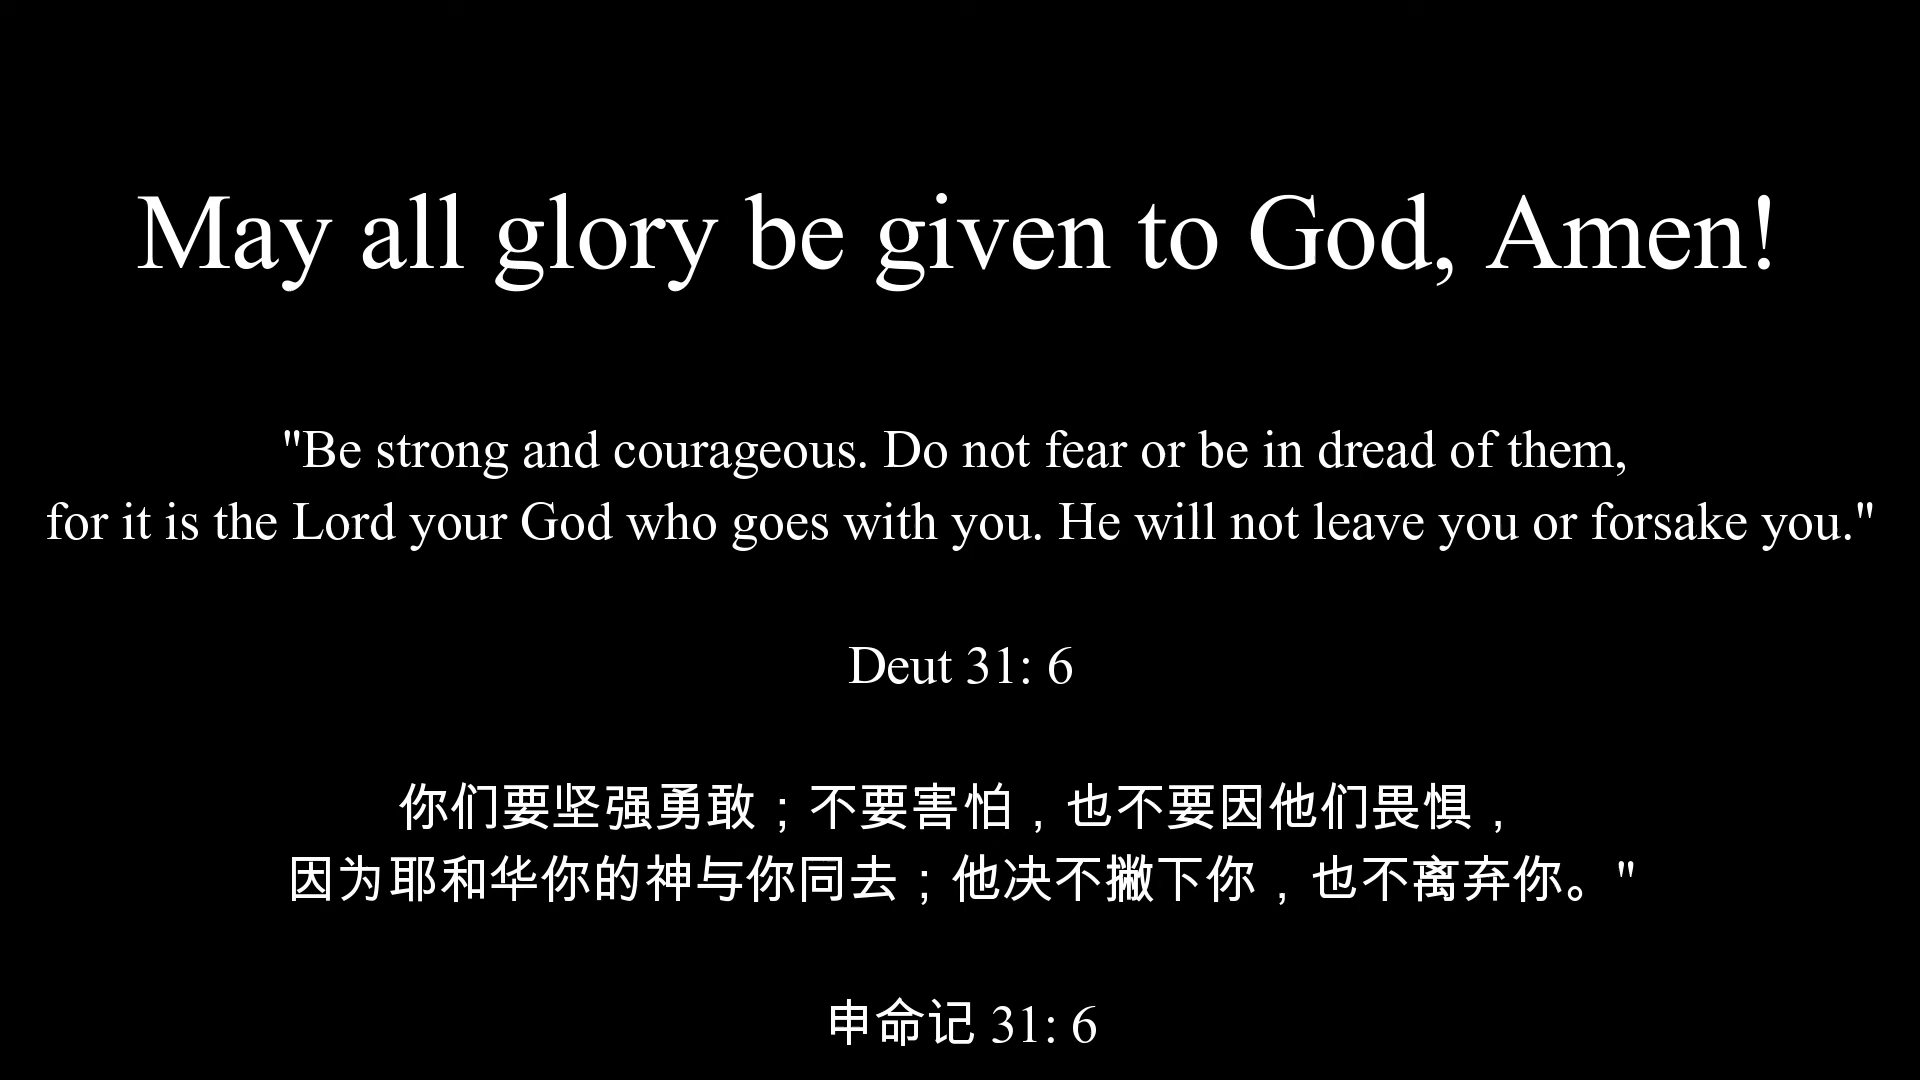 May all glory be given to God, Amen!
"Be strong and courageous. Do not fear or be in dread of them,
for it is the Lord your God who goes with you. He will not leave you or forsake you."
Deut 31: 6
你们要坚强勇敢；不要害怕，也不要因他们畏惧，
因为耶和华你的神与你同去；他决不撇下你，也不离弃你。"
申命记 31: 6